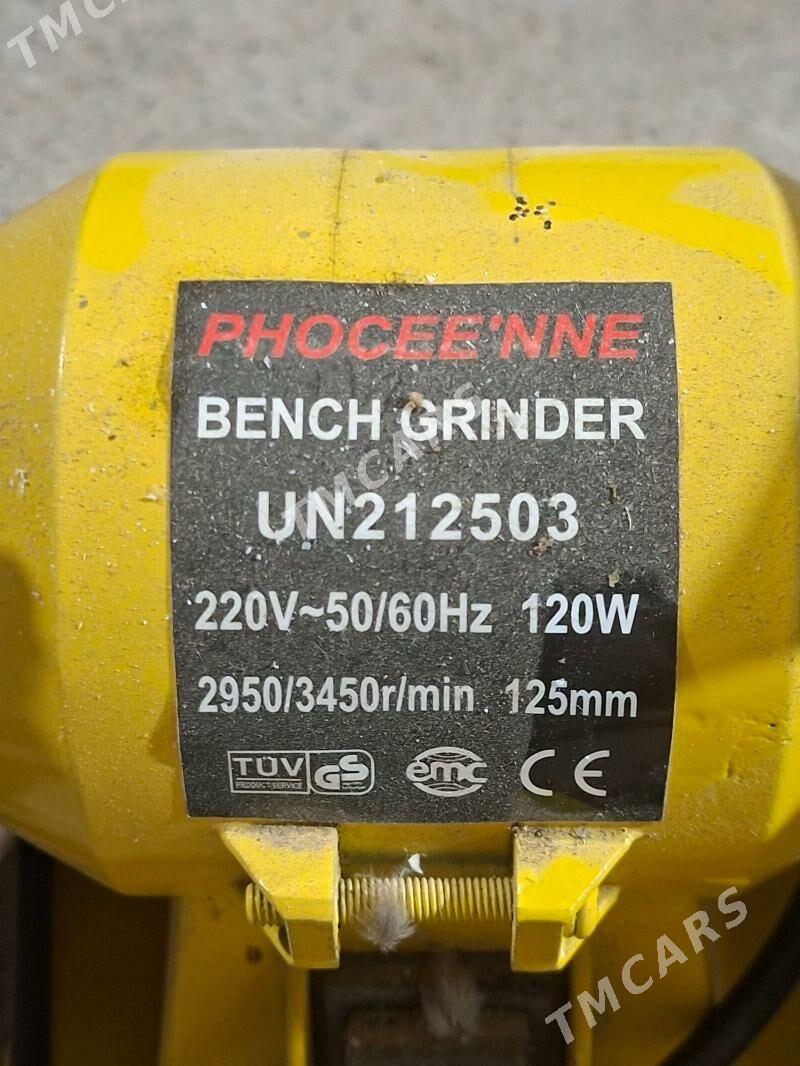 TMCARS
PHOCEE'NNE
BENCH GRINDER
TMCARS
UN212503
220V~50/60Hz 120W
2950/3450r/min 125mm
TÜV GS emc CE
PRODUCT SERVICE
TMCARS